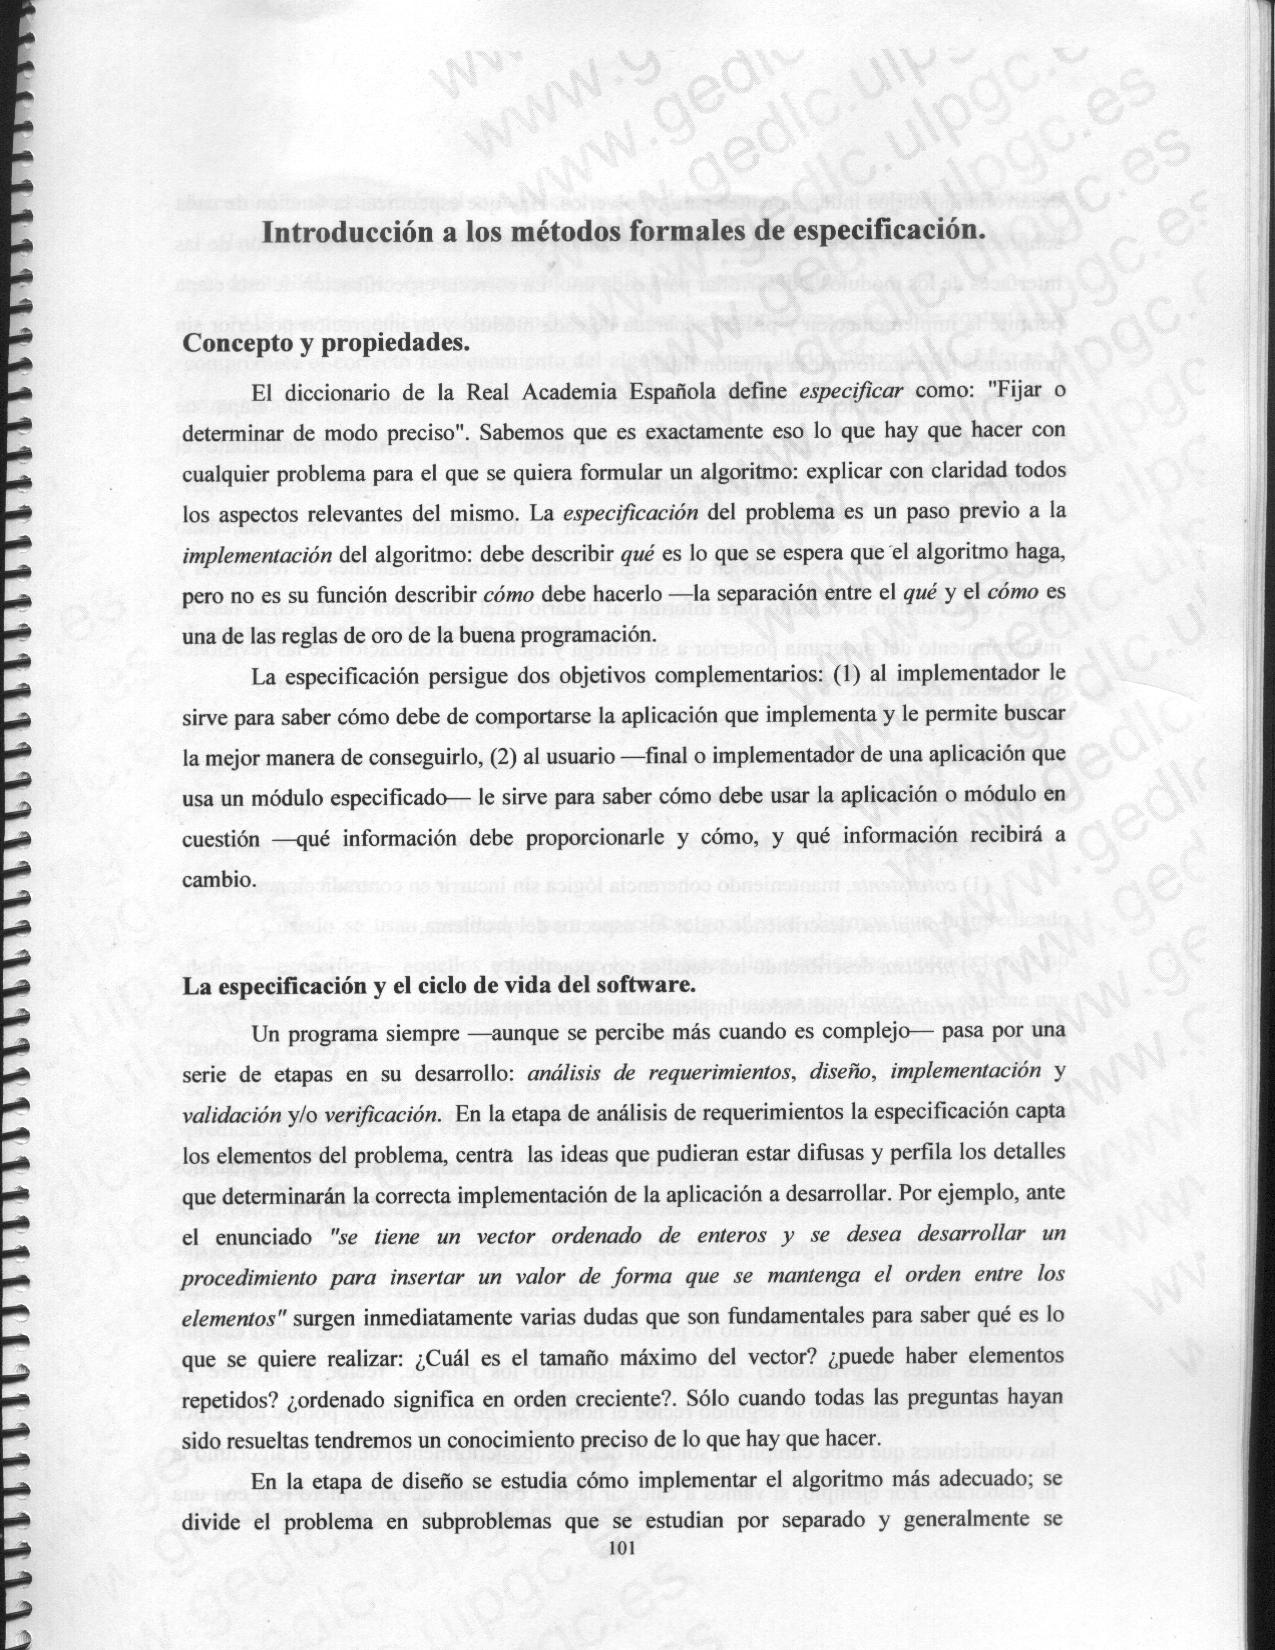 Introducción a los métodos formales de especificación.
Concepto y propiedades.
El diccionario de la Real Academia Española define especificar como: "Fijar o
determinar de modo preciso". Sabemos que es exactamente eso lo que hay que hacer con
cualquier problema para el que se quiera formular un algoritmo: explicar con claridad todos
los aspectos relevantes del mismo. La especificación del problema es un paso previo a la
implementación del algoritmo: debe describir qué es lo que se espera que el algoritmo haga,
pero no es su función describir cómo debe hacerlo —la separación entre el qué y el cómo es
una de las reglas de oro de la buena programación.
La especificación persigue dos objetivos complementarios: (1) al implementador le
sirve para saber cómo debe de comportarse la aplicación que implementa y le permite buscar
la mejor manera de conseguirlo, (2) al usuario —final o implementador de una aplicación que
usa un módulo especificado— le sirve para saber cómo debe usar la aplicación o módulo en
cuestión —qué información debe proporcionarle y cómo, y qué información recibirá a
cambio.
La especificación y el ciclo de vida del software.
Un programa siempre —aunque se percibe más cuando es complejo— pasa por una
serie de etapas en su desarrollo: análisis de requerimientos, diseño, implementación y
validación y/o verificación. En la etapa de análisis de requerimientos la especificación capta
los elementos del problema, centra las ideas que pudieran estar difusas y perfila los detalles
que determinarán la correcta implementación de la aplicación a desarrollar. Por ejemplo, ante
el enunciado "se tiene un vector ordenado de enteros y se desea desarrollar un
procedimiento para insertar un valor de forma que se mantenga el orden entre los
elementos" surgen inmediatamente varias dudas que son fundamentales para saber qué es lo
que se quiere realizar: ¿Cuál es el tamaño máximo del vector? ¿puede haber elementos
repetidos? ¿ordenado significa en orden creciente?. Sólo cuando todas las preguntas hayan
sido resueltas tendremos un conocimiento preciso de lo que hay que hacer.
En la etapa de diseño se estudia cómo implementar el algoritmo más adecuado; se
divide el problema en subproblemas que se estudian por separado y generalmente se
101
www.gedlc.ulpgc.es